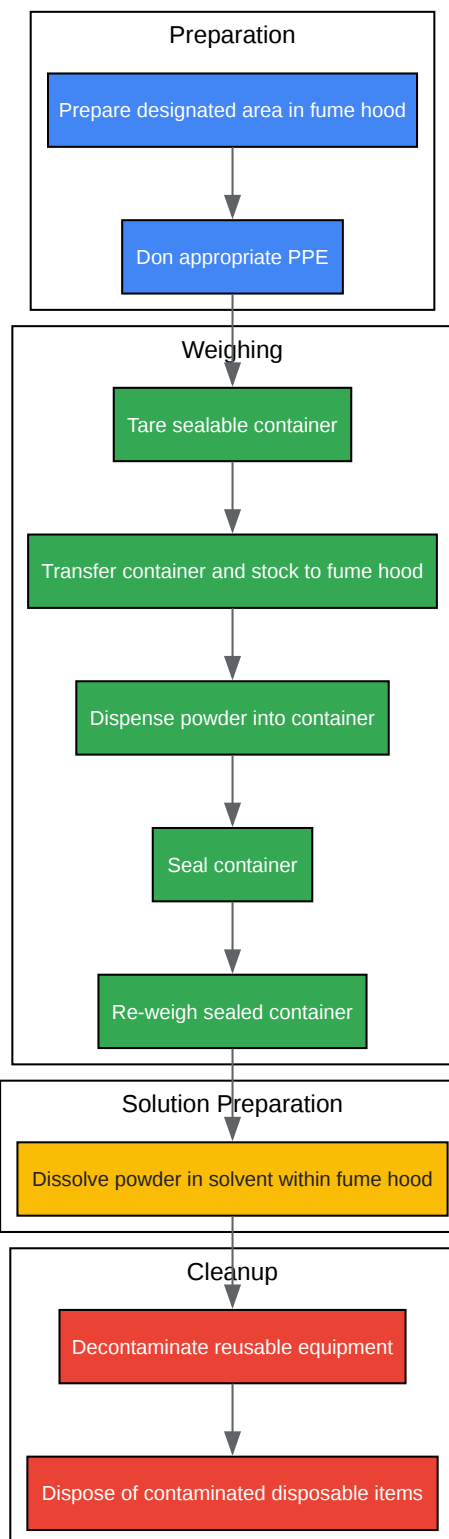 Preparation
Prepare designated area in fume hood
Don appropriate PPE
Weighing
Tare sealable container
Transfer container and stock to fume hood
Dispense powder into container
Seal container
Re-weigh sealed container
Solution Preparation
Dissolve powder in solvent within fume hood
Cleanup
Decontaminate reusable equipment
Dispose of contaminated disposable items